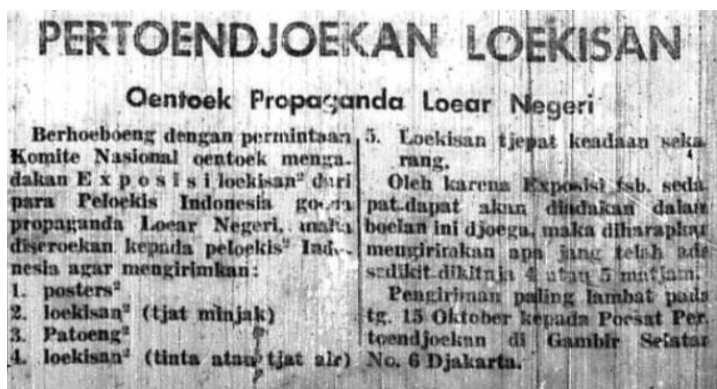 PERTOENDJOEKAN LOEKISAN
Oentoek Propaganda Loear Negeri
Berhoeboeng dengan permintaan
Komite Nasional oentoek menga-
dakan E x p o s i s i loekisan² dari
para Peloekis Indonesia goena
propaganda Loear Negeri, maka
diseroekan kepada peloekis² Indo-
nesia agar mengirimkan:
1. posters²
2. loekisan² (tjat minjak)
3. Patoeng²
4. loekisan² (tinta atau tjat air)
5. Loekisan tjepat keadaan seka
rang.
Oleh karena Exposisi tsb. seda
pat.dapat akan diadakan dalam
boelan ini djoega, maka diharapkan
mengirirakan apa jang telah ada
sedikit dikitnja 4 atau 5 matjam.
Pengiriman paling lambat pada
tg. 15 Oktober kepada Poesat Per
toendjoekan di Gambir Selatan
No. 6 Djakarta.